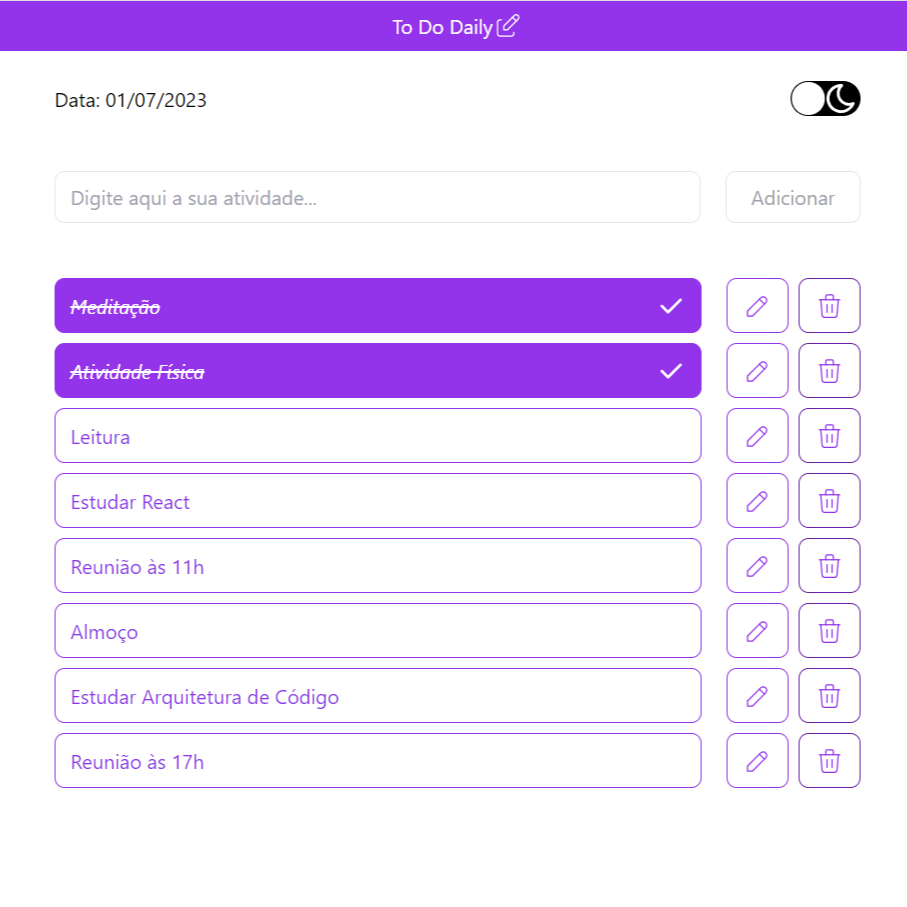 To Do Daily
Data: 01/07/2023
Digite aqui a sua atividade...
Adicionar
Meditação
Atividade Física
Leitura
Estudar React
Reunião às 11h
Almoço
Estudar Arquitetura de Código
Reunião às 17h